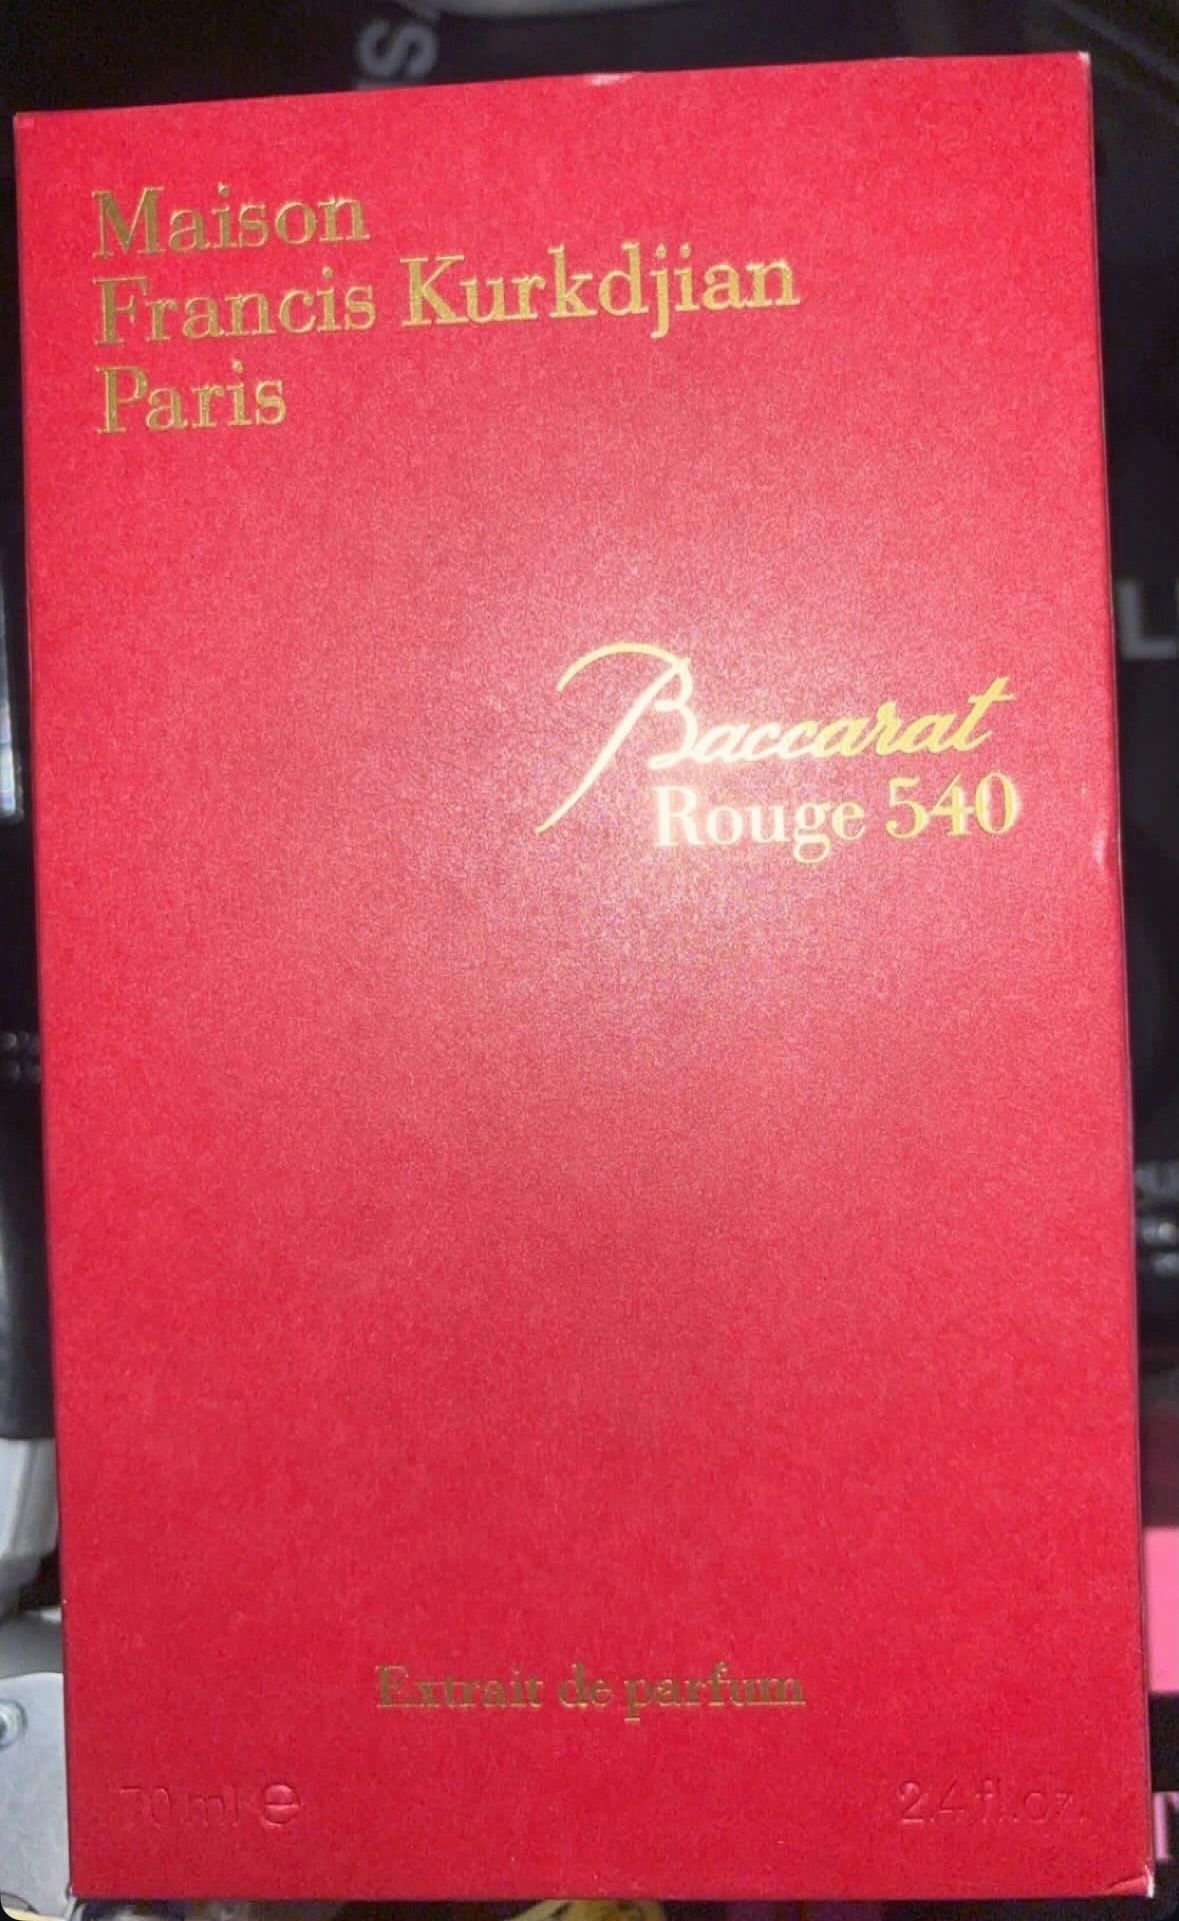 Maison
Francis Kurkdjian
Paris
Baccarat
Rouge 540
Extrait de parfum
70 ml e
2.4 fl.oz.